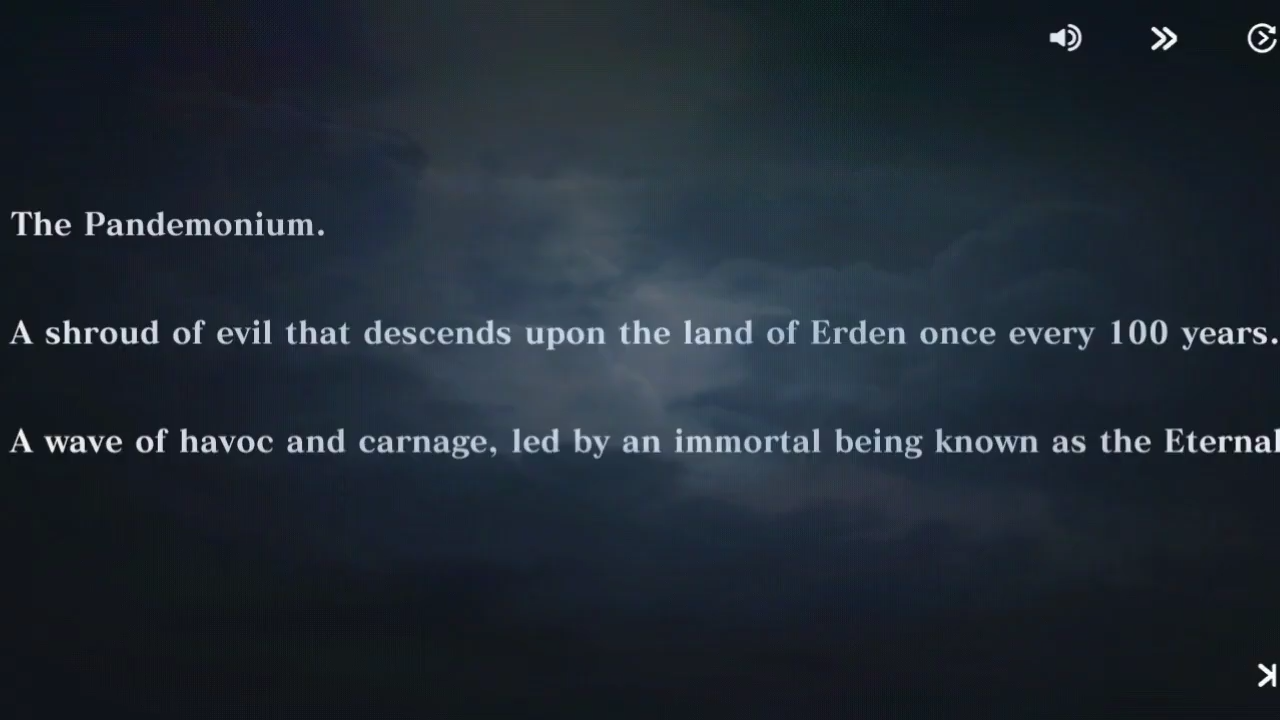 The Pandemonium.
A shroud of evil that descends upon the land of Erden once every 100 years.
A wave of havoc and carnage, led by an immortal being known as the Eternal